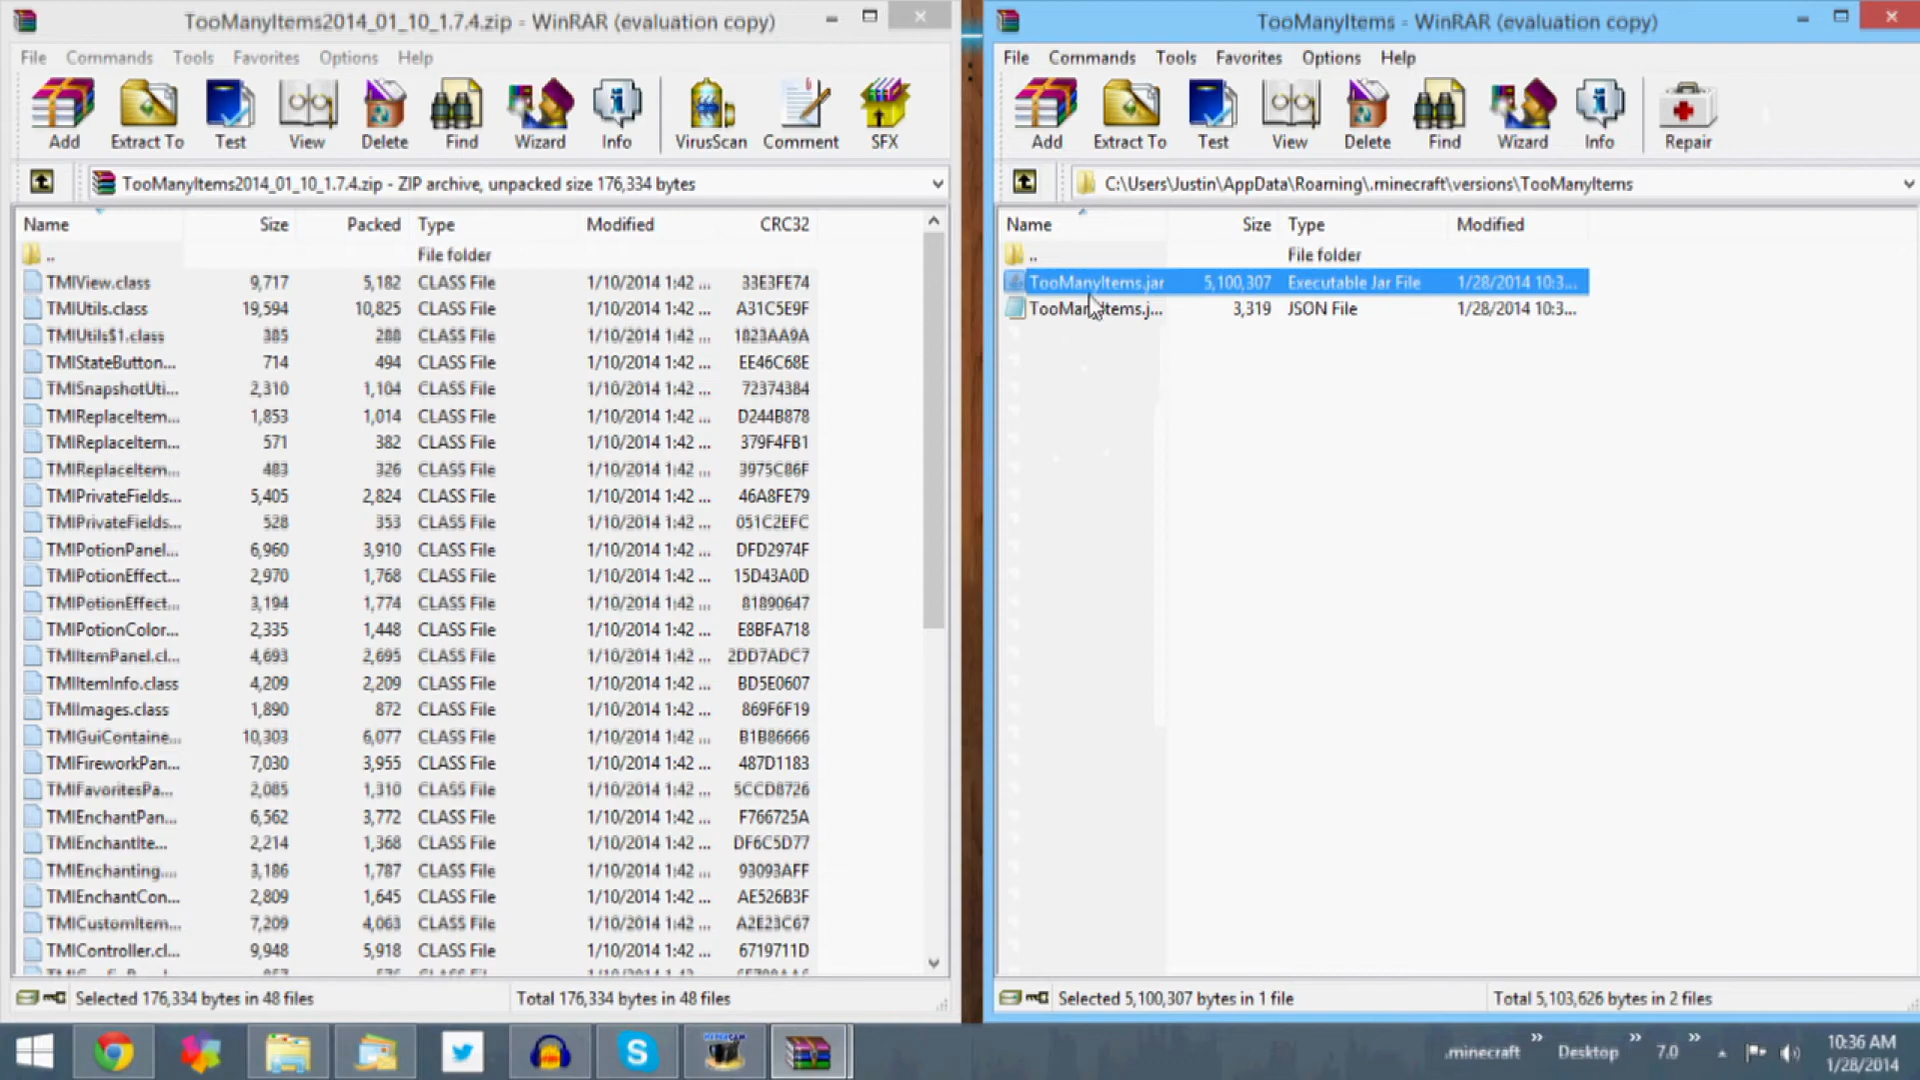 TooManyItems2014_01_10_1.7.4.zip - WinRAR (evaluation copy)
File Commands Tools Favorites Options Help
Add Extract To Test View Delete Find Wizard Info VirusScan Comment SFX
TooManyItems2014_01_10_1.7.4.zip - ZIP archive, unpacked size 176,334 bytes
Name Size Packed Type Modified CRC32
.. File folder
TMIView.class 9,717 5,182 CLASS File 1/10/2014 1:42 ... 33E3FE74
TMIUtils.class 19,594 10,825 CLASS File 1/10/2014 1:42 ... A31C5E9F
TMIUtils$1.class 385 288 CLASS File 1/10/2014 1:42 ... 1823AA9A
TMIStateButton... 714 494 CLASS File 1/10/2014 1:42 ... EE46C68E
TMISnapshotUti... 2,310 1,104 CLASS File 1/10/2014 1:42 ... 72374384
TMIReplaceItem... 1,853 1,014 CLASS File 1/10/2014 1:42 ... D244B878
TMIReplaceItem... 571 382 CLASS File 1/10/2014 1:42 ... 379F4FB1
TMIReplaceItem... 483 326 CLASS File 1/10/2014 1:42 ... 3975C86F
TMIPrivateFields... 5,405 2,824 CLASS File 1/10/2014 1:42 ... 46A8FE79
TMIPrivateFields... 528 353 CLASS File 1/10/2014 1:42 ... 051C2EFC
TMIPotionPanel... 6,960 3,910 CLASS File 1/10/2014 1:42 ... DFD2974F
TMIPotionEffect... 2,970 1,768 CLASS File 1/10/2014 1:42 ... 15D43A0D
TMIPotionEffect... 3,194 1,774 CLASS File 1/10/2014 1:42 ... 81890647
TMIPotionColor... 2,335 1,448 CLASS File 1/10/2014 1:42 ... E8BFA718
TMIItemPanel.cl... 4,693 2,695 CLASS File 1/10/2014 1:42 ... 2DD7ADC7
TMIItemInfo.class 4,209 2,209 CLASS File 1/10/2014 1:42 ... BD5E0607
TMIImages.class 1,890 872 CLASS File 1/10/2014 1:42 ... 869F6F19
TMIGuiContaine... 10,303 6,077 CLASS File 1/10/2014 1:42 ... B1B86666
TMIFireworkPan... 7,030 3,955 CLASS File 1/10/2014 1:42 ... 487D1183
TMIFavoritesPa... 2,085 1,310 CLASS File 1/10/2014 1:42 ... 5CCD8726
TMIEnchantPan... 6,562 3,772 CLASS File 1/10/2014 1:42 ... F766725A
TMIEnchantIte... 2,214 1,368 CLASS File 1/10/2014 1:42 ... DF6C5D77
TMIEnchanting.... 3,186 1,787 CLASS File 1/10/2014 1:42 ... 93093AFF
TMIEnchantCon... 2,809 1,645 CLASS File 1/10/2014 1:42 ... AE526B3F
TMICustomItem... 7,209 4,063 CLASS File 1/10/2014 1:42 ... A2E23C67
TMIController.cl... 9,948 5,918 CLASS File 1/10/2014 1:42 ... 6719711D
Selected 176,334 bytes in 48 files Total 176,334 bytes in 48 files
TooManyItems - WinRAR (evaluation copy)
File Commands Tools Favorites Options Help
Add Extract To Test View Delete Find Wizard Info Repair
C:\Users\Justin\AppData\Roaming\.minecraft\versions\TooManyItems
Name Size Type Modified
.. File folder
TooManyItems.jar 5,100,307 Executable Jar File 1/28/2014 10:3...
TooManyItems.j... 3,319 JSON File 1/28/2014 10:3...
Selected 5,100,307 bytes in 1 file Total 5,103,626 bytes in 2 files
.minecraft » Desktop » 7.0 » 10:36 AM
1/28/2014